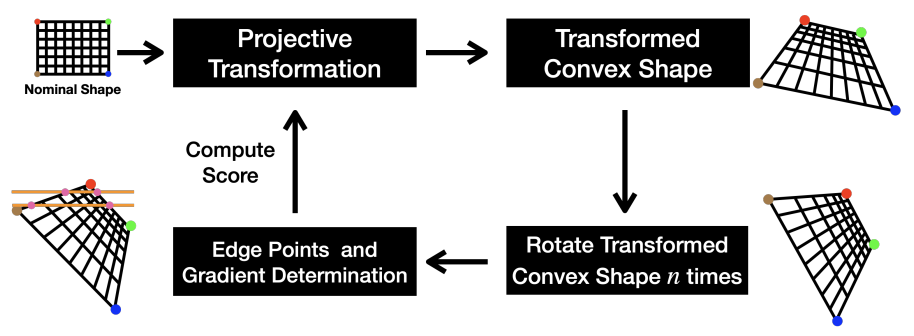 Nominal Shape
Projective
Transformation
Transformed
Convex Shape
Compute
Score
Edge Points and
Gradient Determination
Rotate Transformed
Convex Shape n times